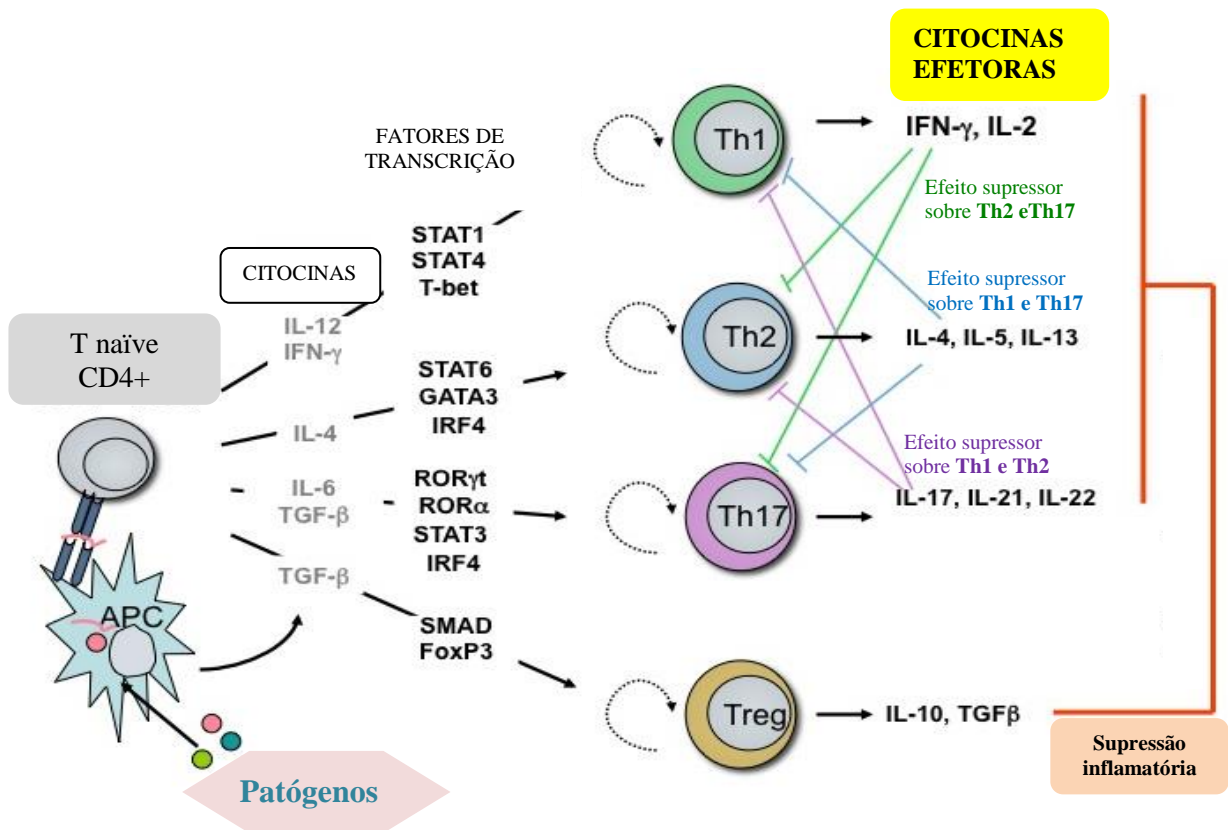 CITOCINAS
EFETORAS
FATORES DE
TRANSCRIÇÃO
Th1
IFN-γ, IL-2
Efeito supressor
sobre Th2 eTh17
STAT1
STAT4
T-bet
CITOCINAS
IL-12
IFN-γ
T naïve
CD4+
Efeito supressor
sobre Th1 e Th17
Th2
IL-4, IL-5, IL-13
STAT6
GATA3
IRF4
IL-4
Efeito supressor
sobre Th1 e Th2
IL-6
TGF-β
RORγt
RORα
STAT3
IRF4
Th17
IL-17, IL-21, IL-22
TGF-β
APC
SMAD
FoxP3
Treg
IL-10, TGFβ
Supressão
inflamatória
Patógenos